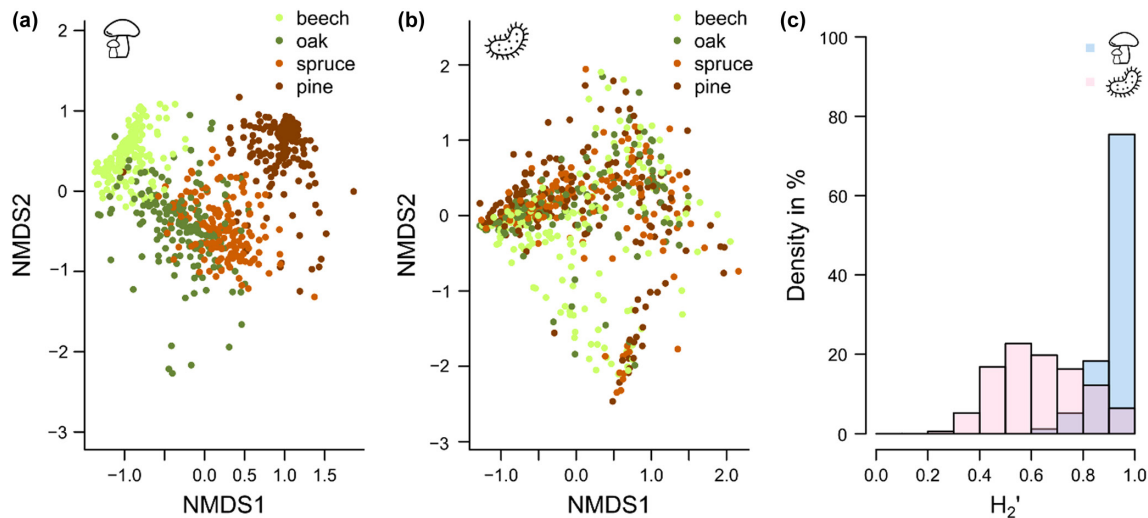 (a)
beech
oak
spruce
pine
2
1
0
−1
−2
−3
NMDS2
−1.0
0.0
0.5
1.0
1.5
NMDS1
(b)
beech
oak
spruce
pine
2
1
0
−1
−2
−3
NMDS2
−1.0
0.0
1.0
2.0
NMDS1
(c)
100
80
60
40
20
0
Density in %
0.0
0.2
0.4
0.6
0.8
1.0
H2'